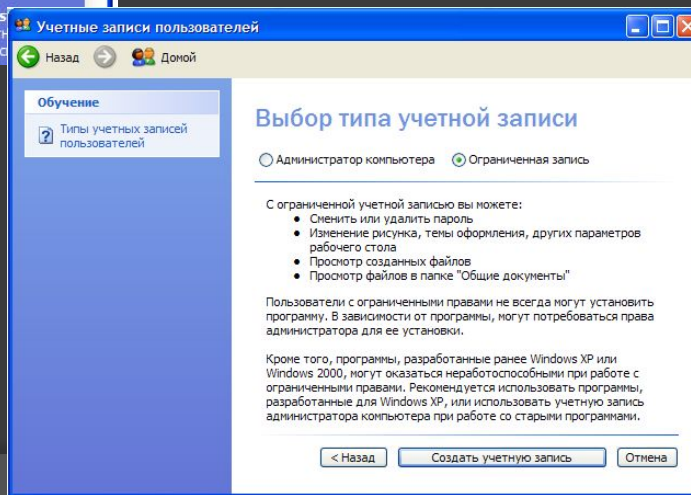 Учетные записи пользователей
Назад Домой
Обучение
Типы учетных записей
пользователей
Выбор типа учетной записи
Администратор компьютера Ограниченная запись
С ограниченной учетной записью вы можете:
● Сменить или удалить пароль
● Изменение рисунка, темы оформления, других параметров
рабочего стола
● Просмотр созданных файлов
● Просмотр файлов в папке "Общие документы"
Пользователи с ограниченными правами не всегда могут установить
программу. В зависимости от программы, могут потребоваться права
администратора для ее установки.
Кроме того, программы, разработанные ранее Windows XP или
Windows 2000, могут оказаться неработоспособными при работе с
ограниченными правами. Рекомендуется использовать программы,
разработанные для Windows XP, или использовать учетную запись
администратора компьютера при работе со старыми программами.
< Назад Создать учетную запись Отмена